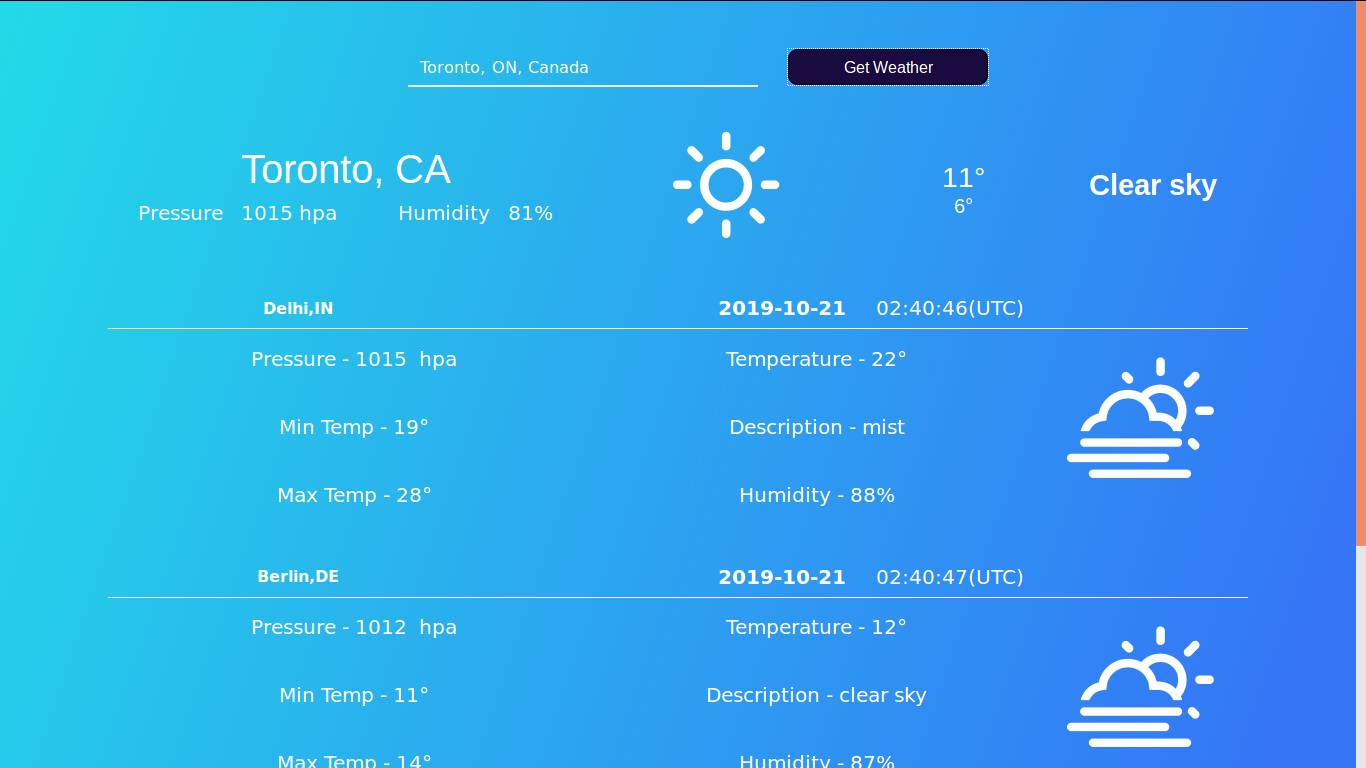 Toronto, ON, Canada
Get Weather
Toronto, CA
Pressure 1015 hpa Humidity 81%
11°
6°
Clear sky
Delhi,IN 2019-10-21 02:40:46(UTC)
Pressure - 1015 hpa Temperature - 22°
Min Temp - 19° Description - mist
Max Temp - 28° Humidity - 88%
Berlin,DE 2019-10-21 02:40:47(UTC)
Pressure - 1012 hpa Temperature - 12°
Min Temp - 11° Description - clear sky
Max Temp - 14° Humidity - 87%